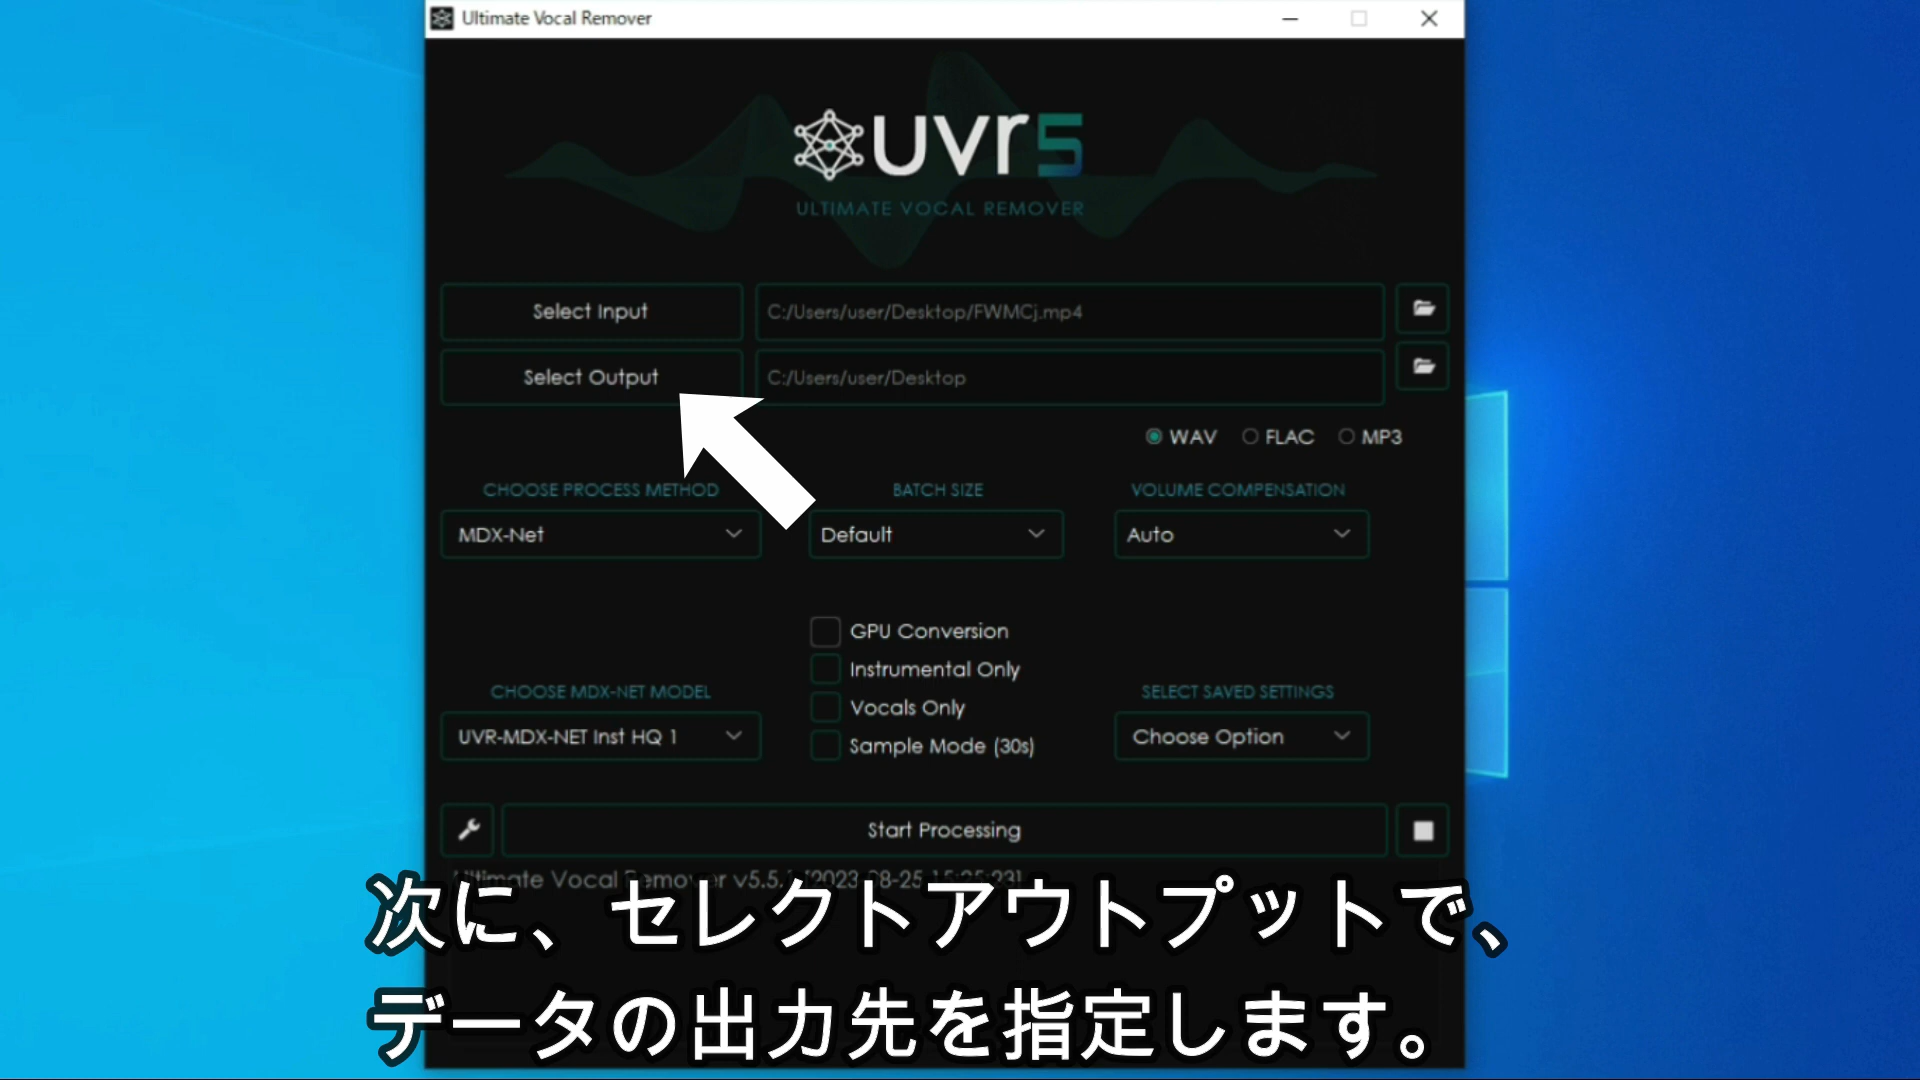 Ultimate Vocal Remover
uvr5
ULTIMATE VOCAL REMOVER
Select Input
C:/Users/user/Desktop/FWMCj.mp4
Select Output
C:/Users/user/Desktop
WAV FLAC MP3
CHOOSE PROCESS METHOD BATCH SIZE VOLUME COMPENSATION
MDX-Net Default Auto
GPU Conversion
Instrumental Only
Vocals Only
Sample Mode (30s)
CHOOSE MDX-NET MODEL SELECT SAVED SETTINGS
UVR-MDX-NET Inst HQ 1 Choose Option
Start Processing
Ultimate Vocal Remover
次に、セレクトアウトプットで、
データの出力先を指定します。